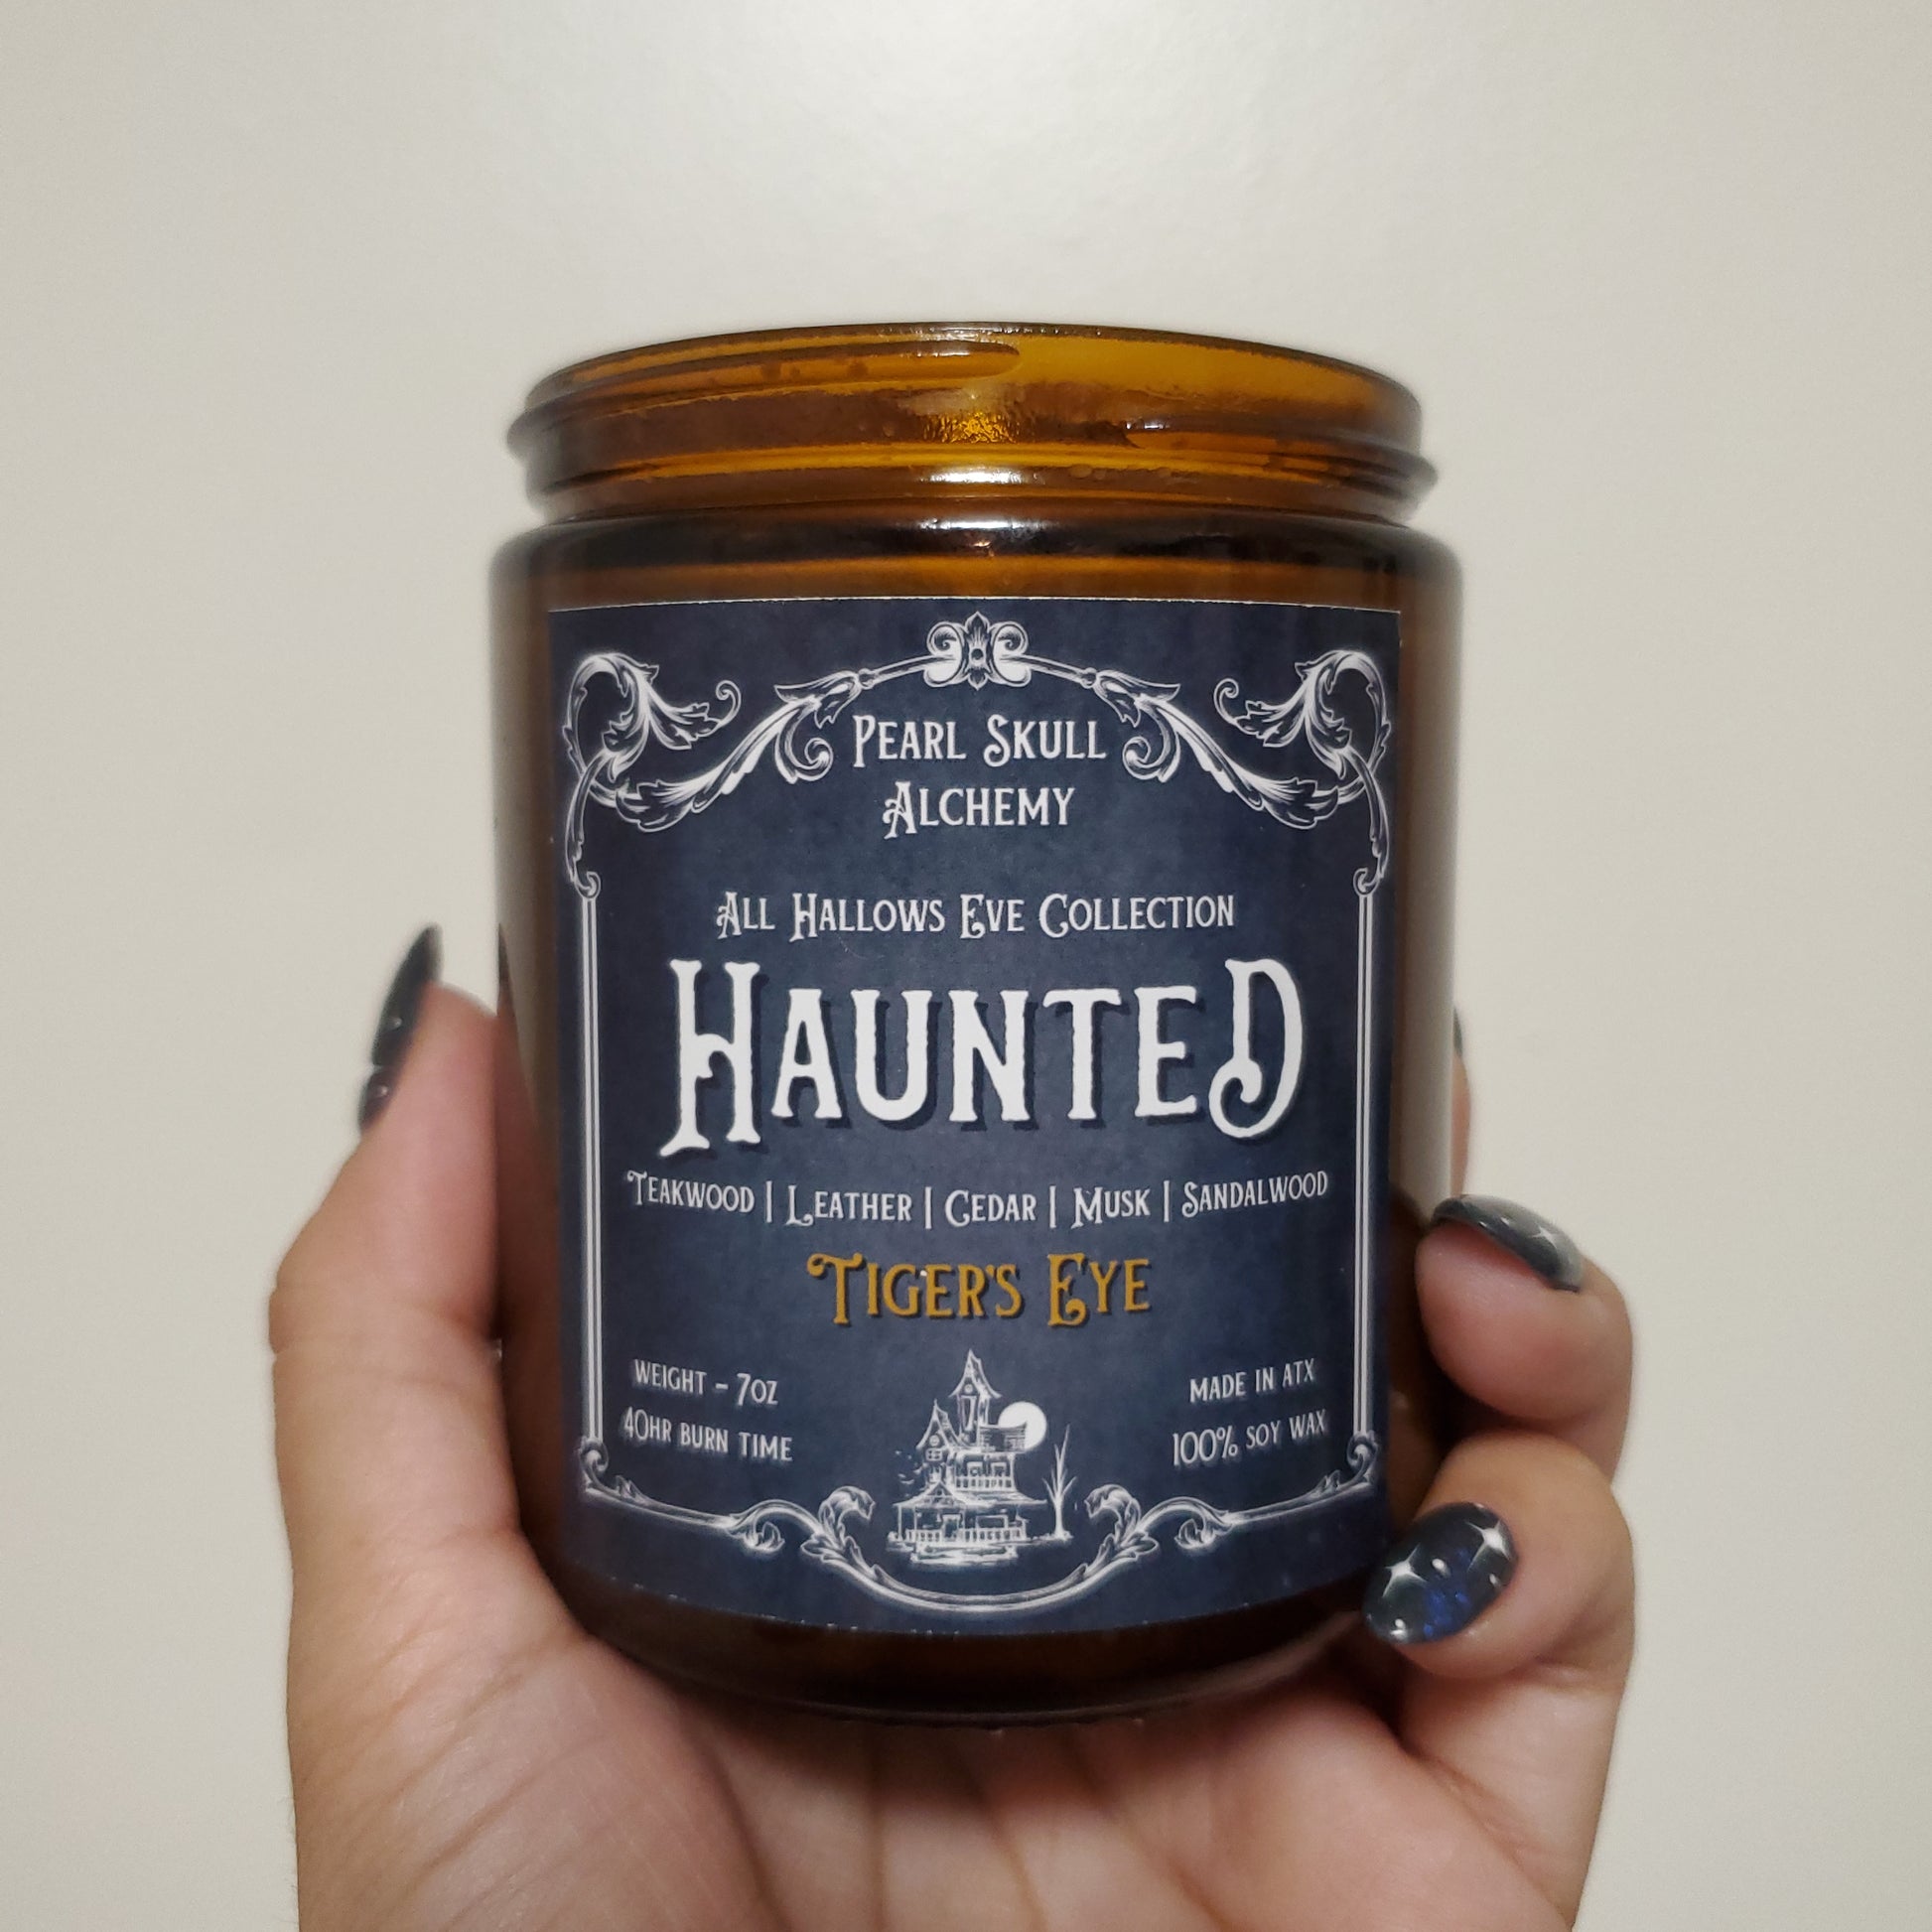 Pearl Skull
Alchemy
All Hallows Eve Collection
Haunted
Teakwood | Leather | Cedar | Musk | Sandalwood
Tiger's Eye
Weight - 7oz
40hr burn time
Made in ATX
100% soy wax